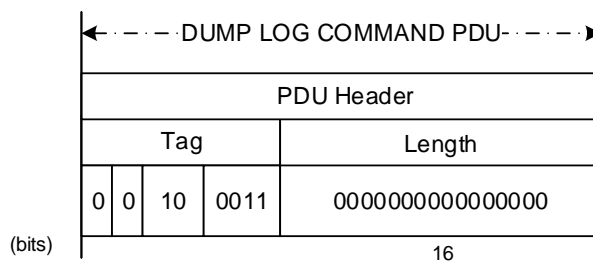 DUMP LOG COMMAND PDU
PDU Header
Tag Length
0 0 10 0011 0000000000000000
(bits) 16